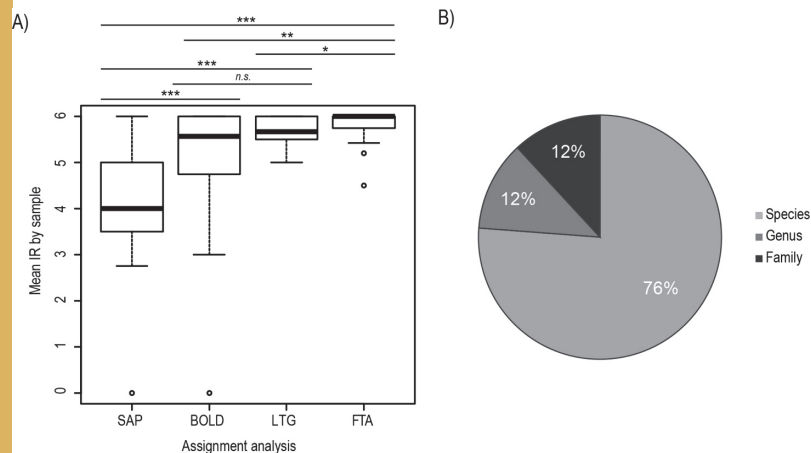 A)
***
**
*
***
n.s.
***
Mean IR by sample
6
5
4
3
2
1
0
SAP BOLD LTG FTA
Assignment analysis
B)
12%
12%
76%
Species
Genus
Family